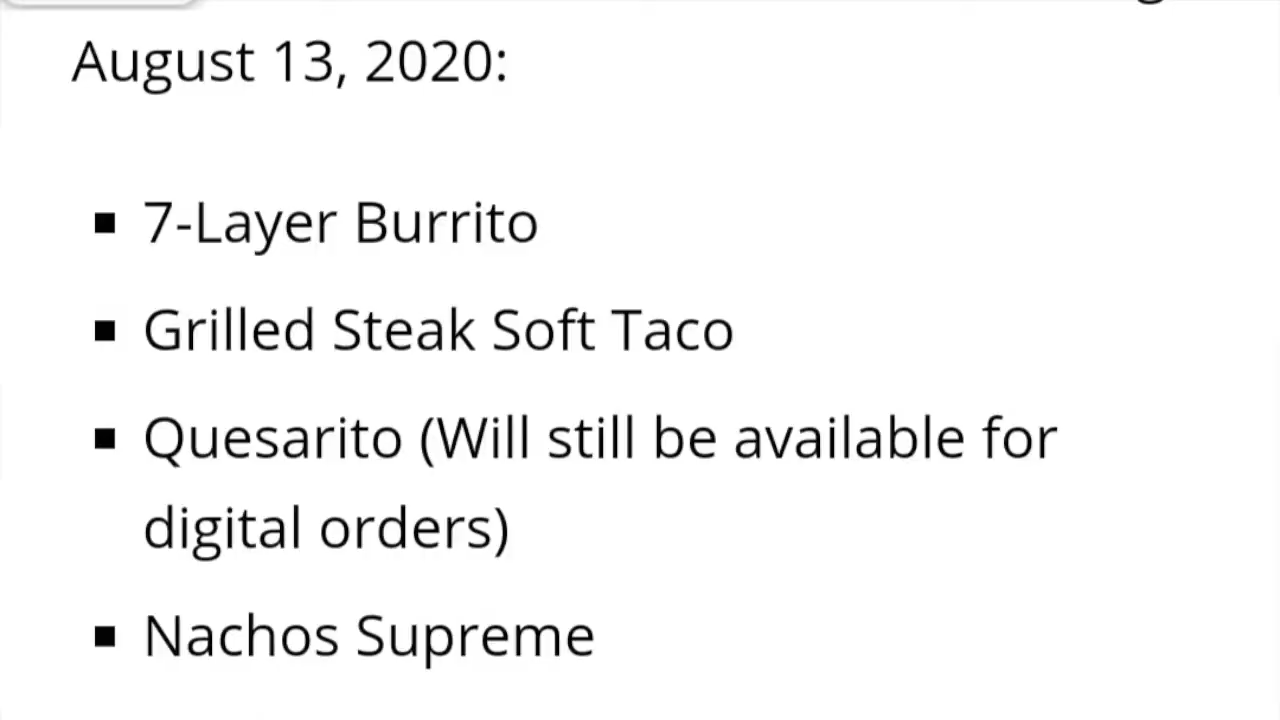 August 13, 2020:
7-Layer Burrito
Grilled Steak Soft Taco
Quesarito (Will still be available for
digital orders)
Nachos Supreme